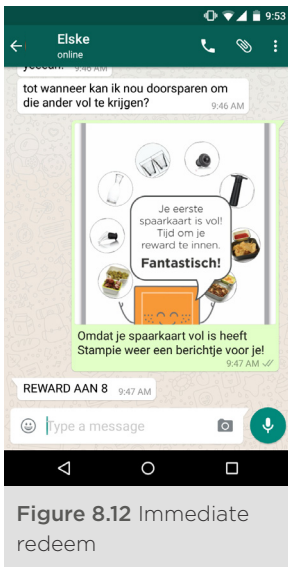 9:53
Elske
online
9:46 AM
tot wanneer kan ik nou doorsparen om
die ander vol te krijgen?
9:46 AM
Je eerste
spaarkaart is vol!
Tijd om je
reward te innen.
Fantastisch!
Omdat je spaarkaart vol is heeft
Stampie weer een berichtje voor je!
9:47 AM
REWARD AAN 8 9:47 AM
Type a message
Figure 8.12 Immediate
redeem